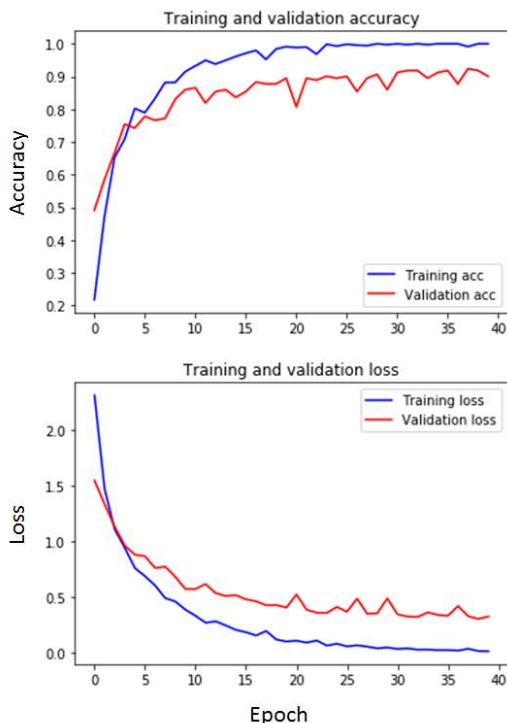 Training and validation accuracy
1.0
0.9
0.8
0.7
0.6
0.5
0.4
0.3
0.2
Accuracy
Training acc
Validation acc
0 5 10 15 20 25 30 35 40
Training and validation loss
Training loss
Validation loss
2.0
1.5
1.0
0.5
0.0
Loss
0 5 10 15 20 25 30 35 40
Epoch